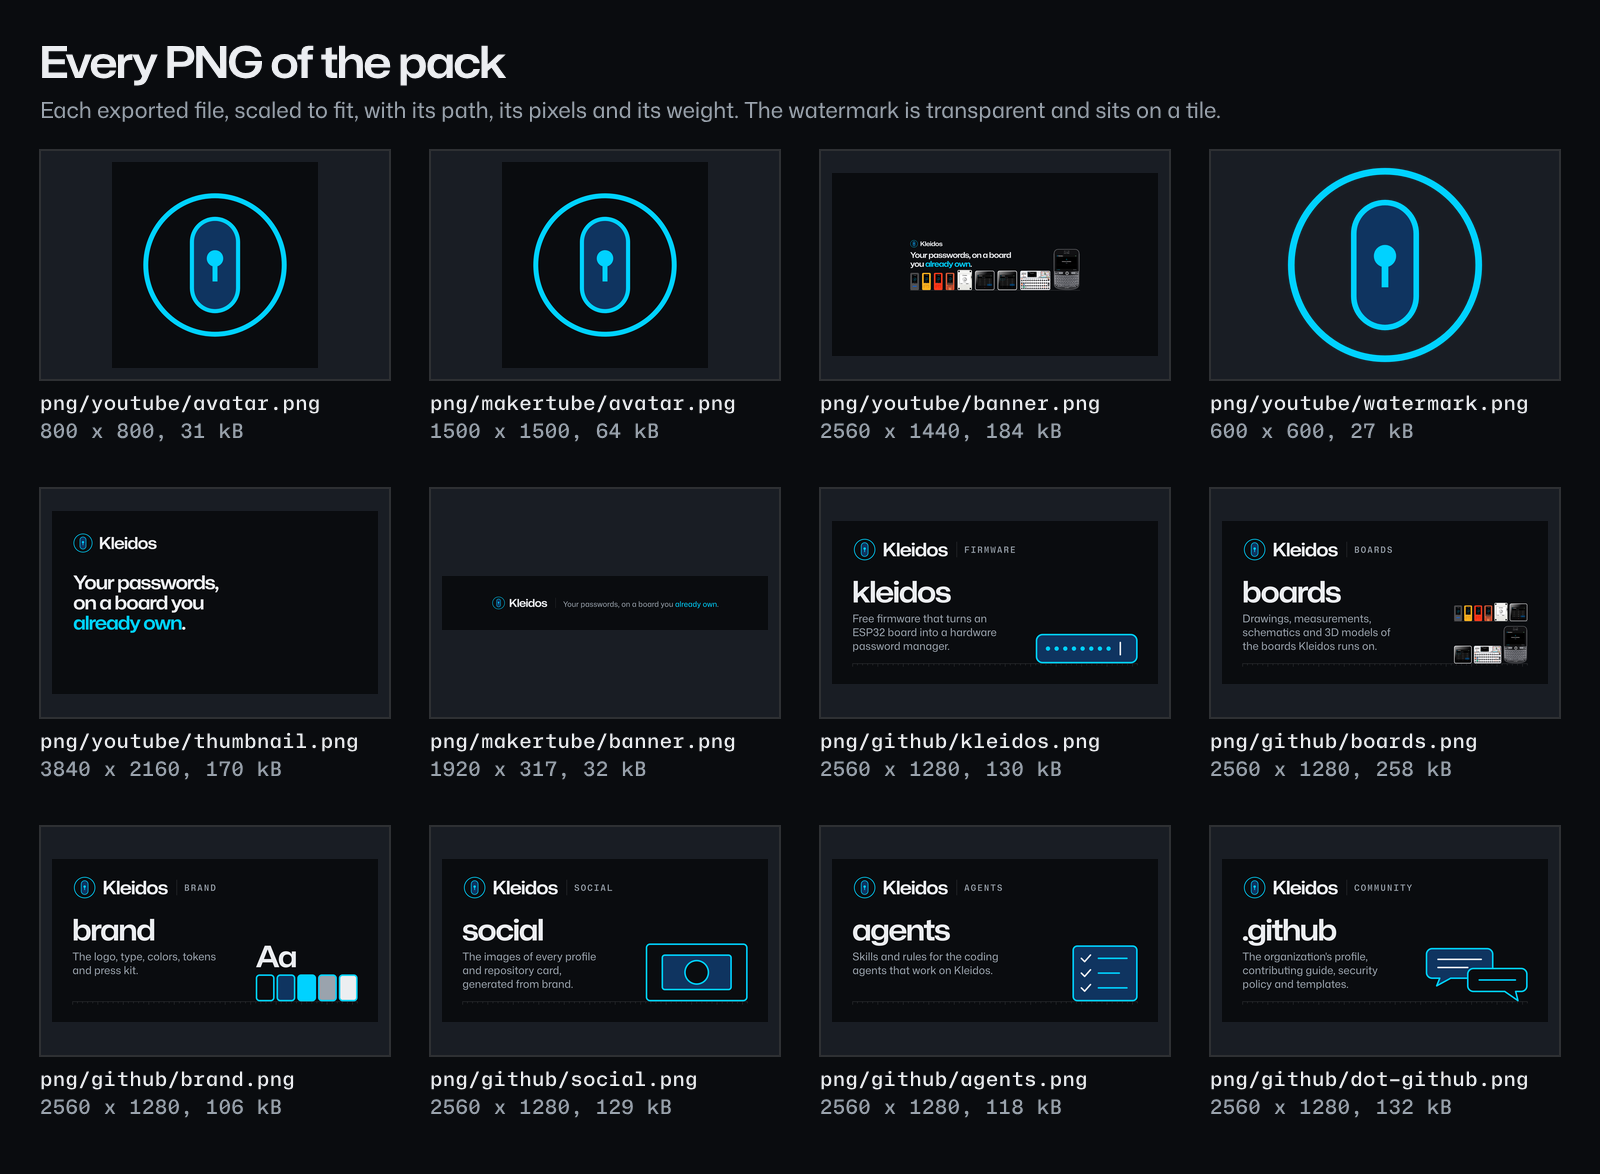 Every PNG of the pack
Each exported file, scaled to fit, with its path, its pixels and its weight. The watermark is transparent and sits on a tile.
png/youtube/avatar.png
800 x 800, 31 kB
png/makertube/avatar.png
1500 x 1500, 64 kB
Kleidos
Your passwords, on a board
you already own.
png/youtube/banner.png
2560 x 1440, 184 kB
png/youtube/watermark.png
600 x 600, 27 kB
Kleidos
Your passwords,
on a board you
already own.
png/youtube/thumbnail.png
3840 x 2160, 170 kB
Kleidos
Your passwords, on a board you already own.
png/makertube/banner.png
1920 x 317, 32 kB
Kleidos FIRMWARE
kleidos
Free firmware that turns an
ESP32 board into a hardware
password manager.
png/github/kleidos.png
2560 x 1280, 130 kB
Kleidos BOARDS
boards
Drawings, measurements,
schematics and 3D models of
the boards Kleidos runs on.
png/github/boards.png
2560 x 1280, 258 kB
Kleidos BRAND
brand
The logo, type, colors, tokens
and press kit.
Aa
png/github/brand.png
2560 x 1280, 106 kB
Kleidos SOCIAL
social
The images of every profile
and repository card,
generated from brand.
png/github/social.png
2560 x 1280, 129 kB
Kleidos AGENTS
agents
Skills and rules for the coding
agents that work on Kleidos.
png/github/agents.png
2560 x 1280, 118 kB
Kleidos COMMUNITY
.github
The organization's profile,
contributing guide, security
policy and templates.
png/github/dot-github.png
2560 x 1280, 132 kB